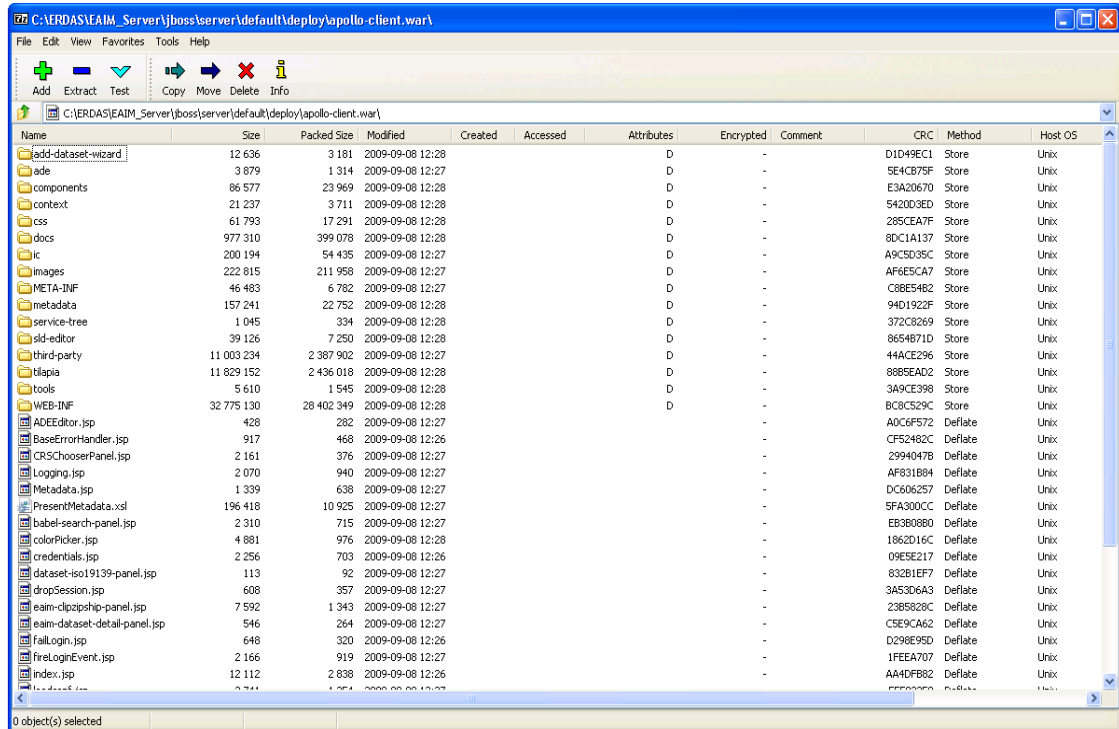 C:\ERDAS\EAIM_Server\jboss\server\default\deploy\apollo-client.war\
File Edit View Favorites Tools Help
Add Extract Test Copy Move Delete Info
C:\ERDAS\EAIM_Server\jboss\server\default\deploy\apollo-client.war\
Name Size Packed Size Modified Created Accessed Attributes Encrypted Comment CRC Method Host OS
add-dataset-wizard 12 636 3 181 2009-09-08 12:28 D - D1D49EC1 Store Unix
ade 3 879 1 314 2009-09-08 12:27 D - 5E4CB75F Store Unix
components 86 577 23 969 2009-09-08 12:28 D - E3A20670 Store Unix
context 21 237 3 711 2009-09-08 12:28 D - 5420D3ED Store Unix
css 61 793 17 291 2009-09-08 12:28 D - 285CEA7F Store Unix
docs 977 310 399 078 2009-09-08 12:28 D - 8DC1A137 Store Unix
ic 200 194 54 435 2009-09-08 12:27 D - A9C5D35C Store Unix
images 222 815 211 958 2009-09-08 12:27 D - AF6E5CA7 Store Unix
META-INF 46 483 6 782 2009-09-08 12:27 D - C8BE54B2 Store Unix
metadata 157 241 22 752 2009-09-08 12:28 D - 94D1922F Store Unix
service-tree 1 045 334 2009-09-08 12:28 D - 372C8269 Store Unix
sld-editor 39 126 7 250 2009-09-08 12:28 D - 8654B71D Store Unix
third-party 11 003 234 2 387 902 2009-09-08 12:27 D - 44ACE296 Store Unix
tilapia 11 829 152 2 436 018 2009-09-08 12:28 D - 88B5EAD2 Store Unix
tools 5 610 1 545 2009-09-08 12:28 D - 3A9CE398 Store Unix
WEB-INF 32 775 130 28 402 349 2009-09-08 12:28 D - BC8C529C Store Unix
ADEEditor.jsp 428 282 2009-09-08 12:27 - A0C6F572 Deflate Unix
BaseErrorHandler.jsp 917 468 2009-09-08 12:26 - CF52482C Deflate Unix
CRSChooserPanel.jsp 2 161 376 2009-09-08 12:27 - 2994047B Deflate Unix
Logging.jsp 2 070 940 2009-09-08 12:27 - AF831B84 Deflate Unix
Metadata.jsp 1 339 638 2009-09-08 12:27 - DC606257 Deflate Unix
PresentMetadata.xsl 196 418 10 925 2009-09-08 12:27 - 5FA300CC Deflate Unix
babel-search-panel.jsp 2 310 715 2009-09-08 12:27 - EB3B08B0 Deflate Unix
colorPicker.jsp 4 881 976 2009-09-08 12:28 - 1862D16C Deflate Unix
credentials.jsp 2 256 703 2009-09-08 12:26 - 09E5E217 Deflate Unix
dataset-iso19139-panel.jsp 113 92 2009-09-08 12:27 - 832B1EF7 Deflate Unix
dropSession.jsp 608 357 2009-09-08 12:27 - 3A53D6A3 Deflate Unix
eaim-clipzipship-panel.jsp 7 592 1 343 2009-09-08 12:27 - 23B5828C Deflate Unix
eaim-dataset-detail-panel.jsp 546 264 2009-09-08 12:27 - C5E9CA62 Deflate Unix
failLogin.jsp 648 320 2009-09-08 12:26 - D298E95D Deflate Unix
fireLoginEvent.jsp 2 166 919 2009-09-08 12:27 - 1FEEA707 Deflate Unix
index.jsp 12 112 2 838 2009-09-08 12:26 - AA4DFB82 Deflate Unix
0 object(s) selected